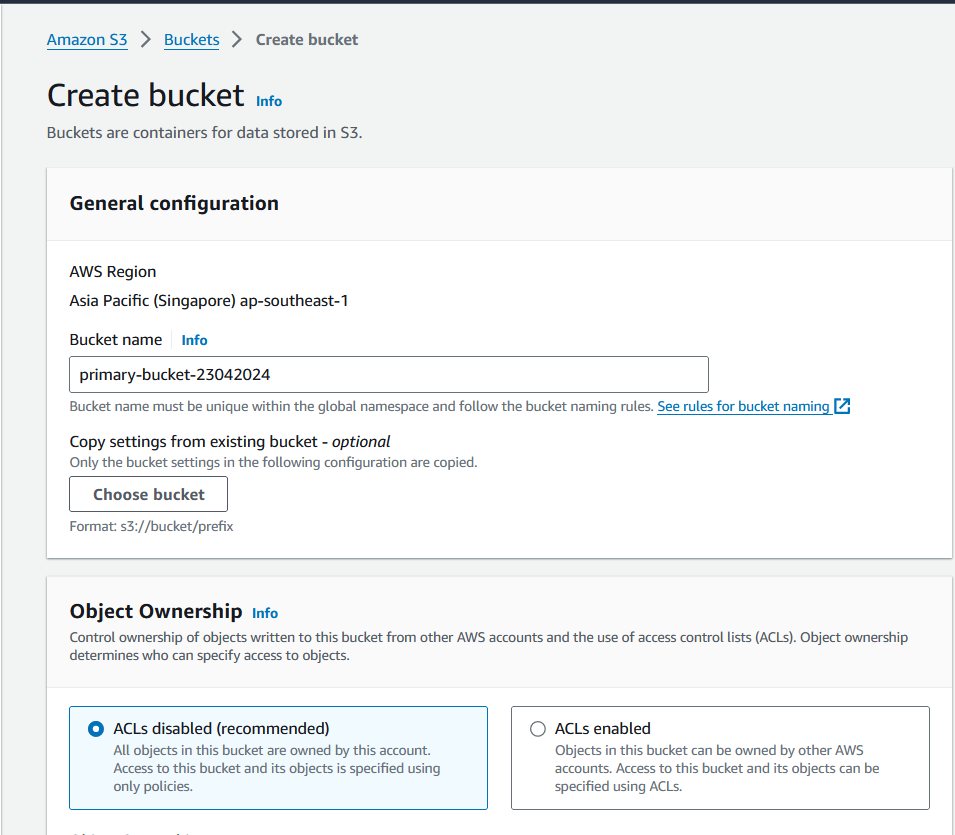 Amazon S3 > Buckets > Create bucket
Create bucket Info
Buckets are containers for data stored in S3.
General configuration
AWS Region
Asia Pacific (Singapore) ap-southeast-1
Bucket name Info
primary-bucket-23042024
Bucket name must be unique within the global namespace and follow the bucket naming rules. See rules for bucket naming
Copy settings from existing bucket - optional
Only the bucket settings in the following configuration are copied.
Choose bucket
Format: s3://bucket/prefix
Object Ownership Info
Control ownership of objects written to this bucket from other AWS accounts and the use of access control lists (ACLs). Object ownership
determines who can specify access to objects.
ACLs disabled (recommended)
All objects in this bucket are owned by this account.
Access to this bucket and its objects is specified using
only policies.
ACLs enabled
Objects in this bucket can be owned by other AWS
accounts. Access to this bucket and its objects can be
specified using ACLs.